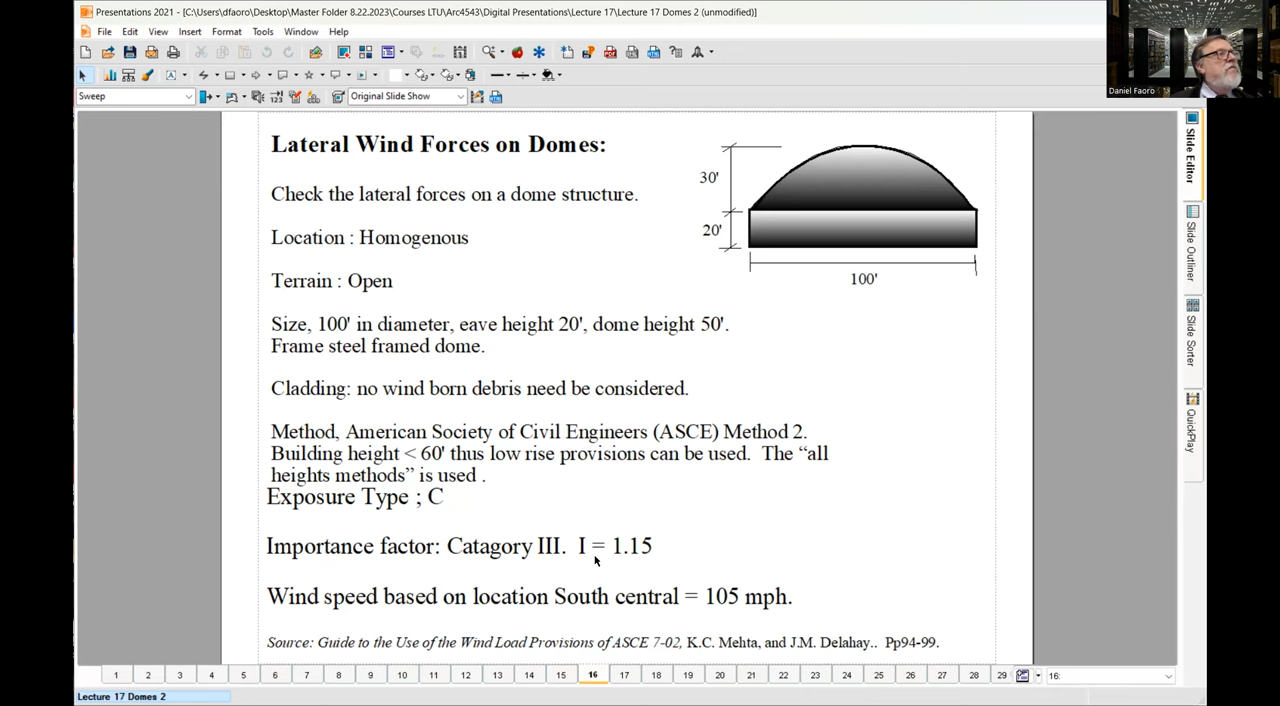 Presentations 2021 - [C:\Users\dfaoro\Desktop\Master Folder 8.22.2023\Courses LTU\Arc4543\Digital Presentations\Lecture 17\Lecture 17 Domes 2 (unmodified)]
File Edit View Insert Format Tools Window Help
Sweep
Original Slide Show
Daniel Faoro
Lateral Wind Forces on Domes:
30'
20'
100'
Check the lateral forces on a dome structure.
Location : Homogenous
Terrain : Open
Size, 100' in diameter, eave height 20', dome height 50'.
Frame steel framed dome.
Cladding: no wind born debris need be considered.
Method, American Society of Civil Engineers (ASCE) Method 2.
Building height < 60' thus low rise provisions can be used. The “all
heights methods” is used .
Exposure Type ; C
Importance factor: Catagory III. I = 1.15
Wind speed based on location South central = 105 mph.
Source: Guide to the Use of the Wind Load Provisions of ASCE 7-02, K.C. Mehta, and J.M. Delahay.. Pp94-99.
Slide Editor
Slide Outliner
Slide Sorter
QuickPlay
1 2 3 4 5 6 7 8 9 10 11 12 13 14 15 16 17 18 19 20 21 22 23 24 25 26 27 28 29
16:
Lecture 17 Domes 2